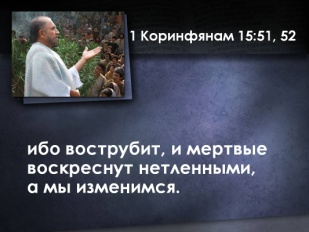 1 Коринфянам 15:51, 52
ибо вострубит, и мертвые
воскреснут нетленными,
а мы изменимся.